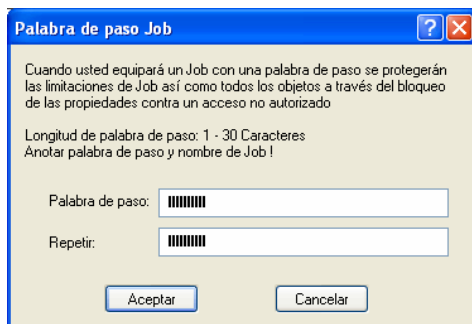 Palabra de paso Job
Cuando usted equipará un Job con una palabra de paso se protegerán
las limitaciones de Job así como todos los objetos a través del bloqueo
de las propiedades contra un acceso no autorizado
Longitud de palabra de paso: 1 - 30 Caracteres
Anotar palabra de paso y nombre de Job !
Palabra de paso:
Repetir:
Aceptar
Cancelar